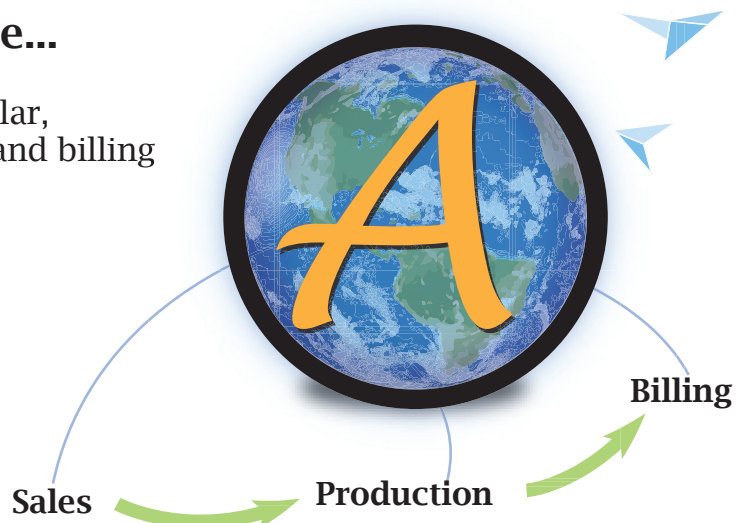 e...
lar,
and billing
A
Billing
Sales
Production